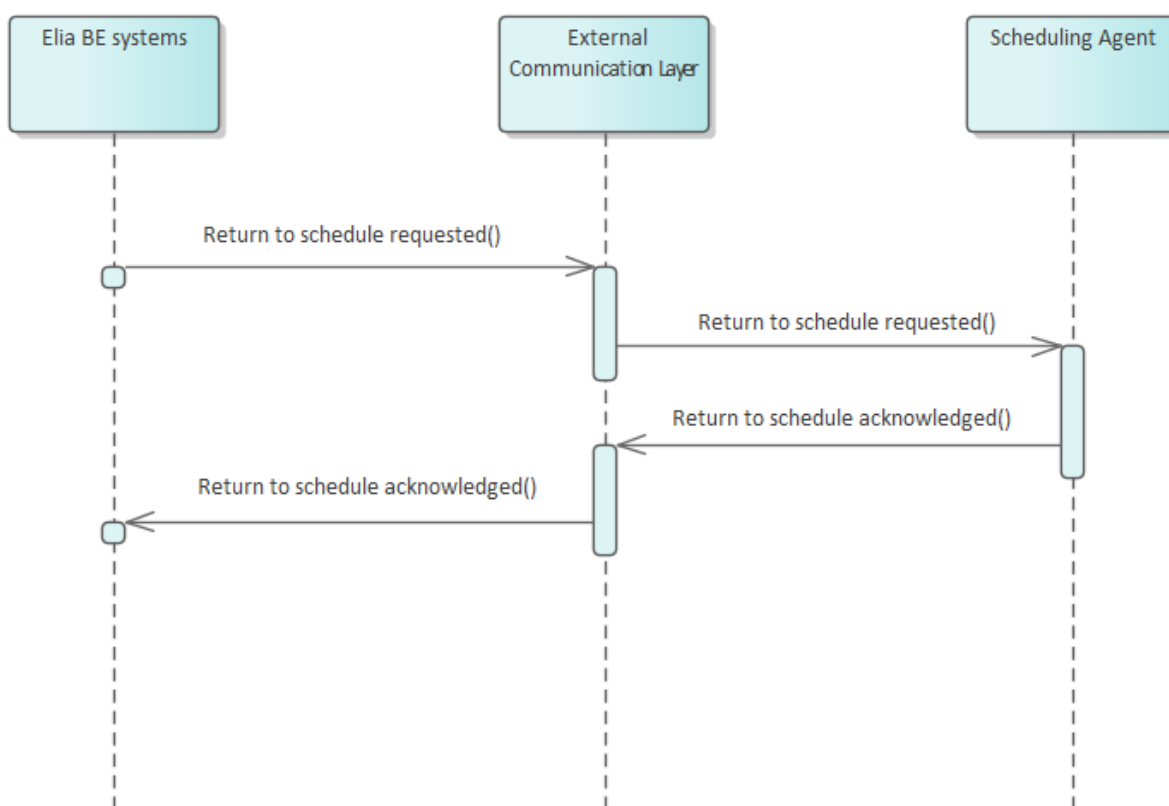 Elia BE systems
External
Communication Layer
Scheduling Agent
Return to schedule requested()
Return to schedule requested()
Return to schedule acknowledged()
Return to schedule acknowledged()